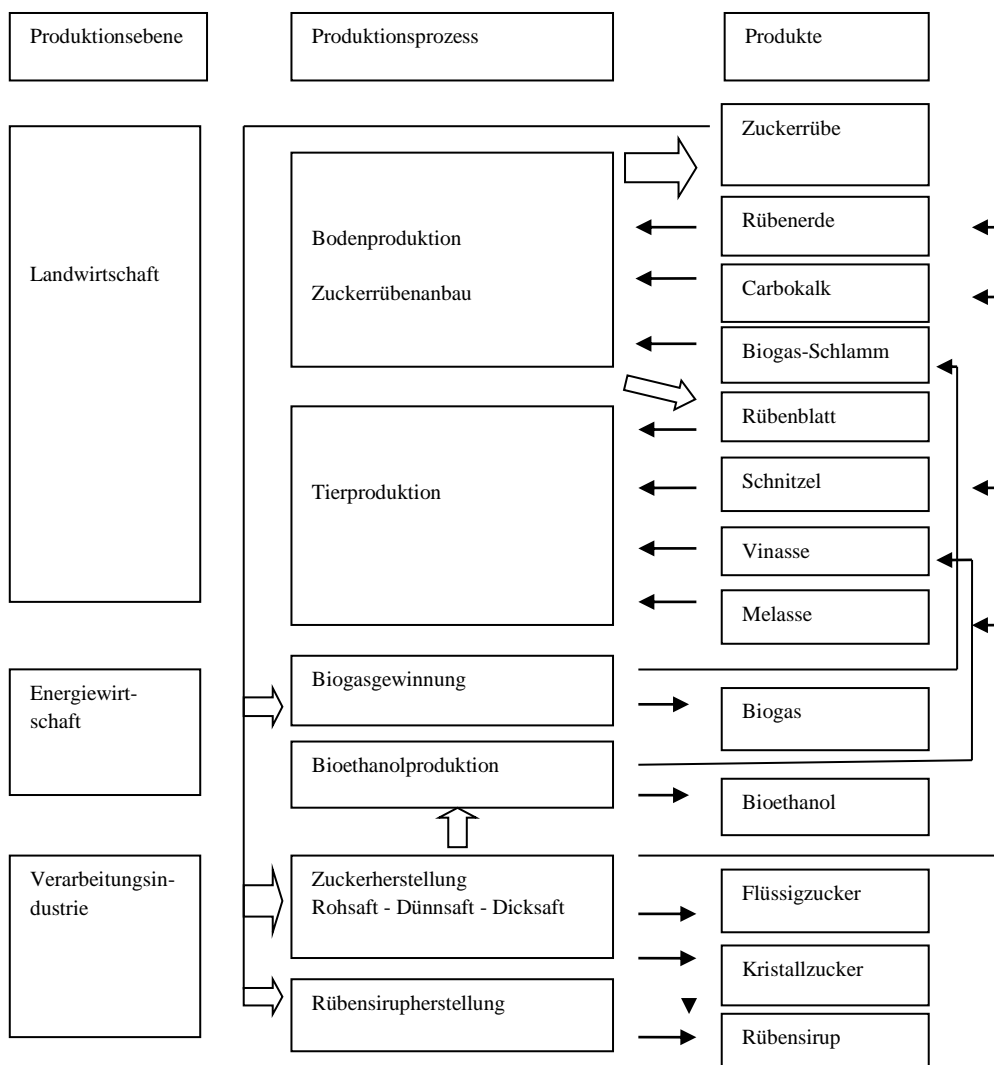 Produktionsebene
Produktionsprozess
Produkte
Landwirtschaft
Bodenproduktion
Zuckerrübenanbau
Tierproduktion
Zuckerrübe
Rübenerde
Carbokalk
Biogas-Schlamm
Rübenblatt
Schnitzel
Vinasse
Melasse
Energiewirt-
schaft
Biogasgewinnung
Bioethanolproduktion
Biogas
Bioethanol
Verarbeitungsin-
dustrie
Zuckerherstellung
Rohsaft - Dünnsaft - Dicksaft
Rübensirupherstellung
Flüssigzucker
Kristallzucker
Rübensirup